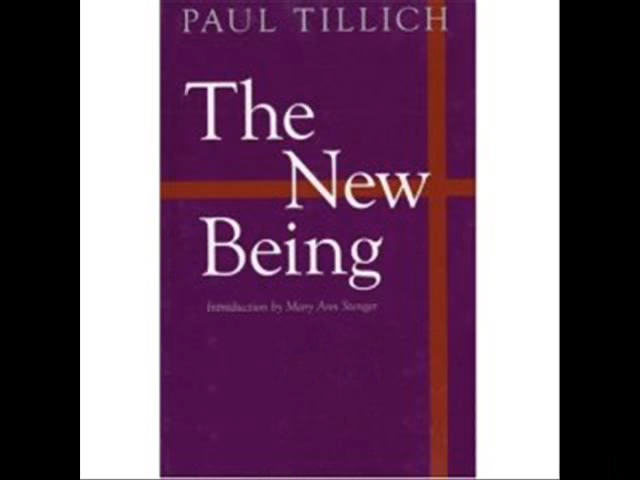 PAUL TILLICH
The
New
Being
Introduction by Mary Ann Stenger